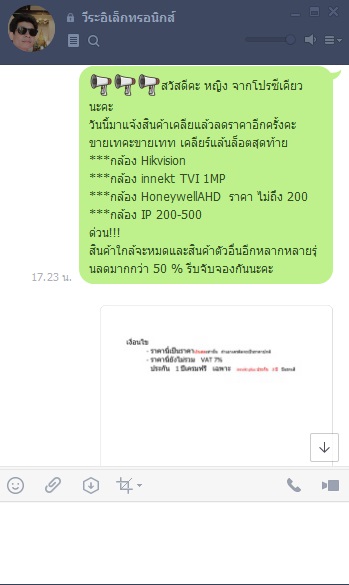 วีระอิเล็กทรอนิกส์
สวัสดีคะ หญิง จากโปรซีเคียว
นะคะ
วันนี้มาแจ้งสินค้าเคลียแล้วลดราคาอีกครั้งคะ
ขายเทคะขายเทท เคลียร์แล้นล็อตสุดท้าย
***กล้อง Hikvision
***กล้อง innekt TVI 1MP
***กล้อง HoneywellAHD ราคา ไม่ถึง 200
***กล้อง IP 200-500
ด่วน!!!
สินค้าใกล้จะหมดและสินค้าตัวอื่นอีกหลากหลายรุ่
นลดมากกว่า 50 % รีบจับจองกันนะคะ
17.23 น.
เงื่อนไข
- ราคานี้เป็นราคา
- ราคานี้ยังไม่รวม VAT 7%
ประกัน 1 ปีเครมฟรี เฉพาะ